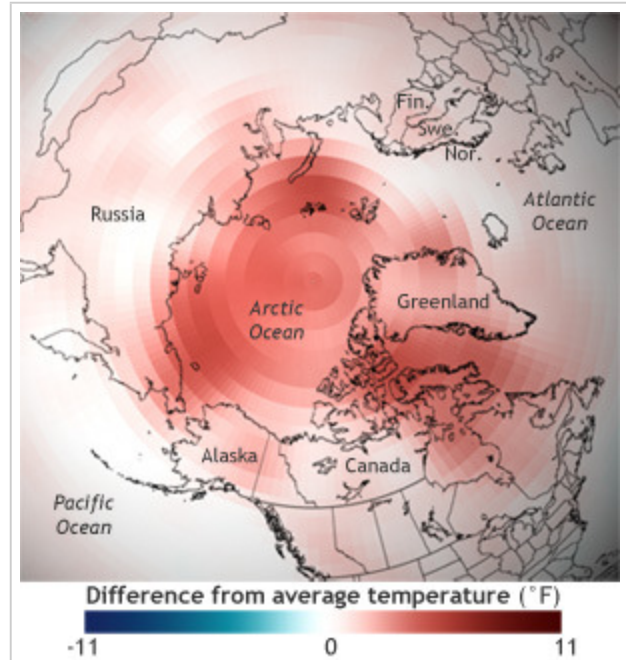 Fin.
Swe.
Nor.
Russia
Atlantic
Ocean
Greenland
Arctic
Ocean
Alaska
Canada
Pacific
Ocean
Difference from average temperature (°F)
-11 0 11